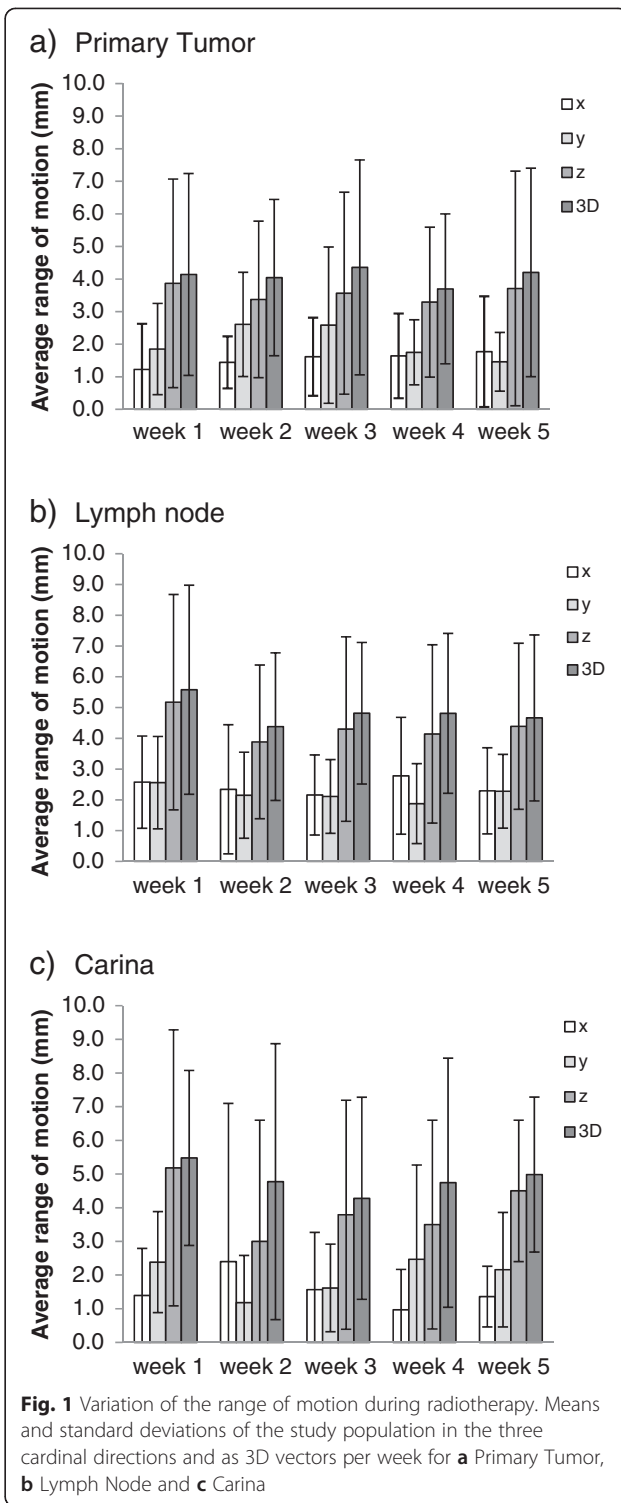 a) Primary Tumor
Average range of motion (mm)
10.0
9.0
8.0
7.0
6.0
5.0
4.0
3.0
2.0
1.0
0.0
week 1 week 2 week 3 week 4 week 5
x
y
z
3D
b) Lymph node
Average range of motion (mm)
10.0
9.0
8.0
7.0
6.0
5.0
4.0
3.0
2.0
1.0
0.0
week 1 week 2 week 3 week 4 week 5
x
y
z
3D
c) Carina
Average range of motion (mm)
10.0
9.0
8.0
7.0
6.0
5.0
4.0
3.0
2.0
1.0
0.0
week 1 week 2 week 3 week 4 week 5
x
y
z
3D
Fig. 1 Variation of the range of motion during radiotherapy. Means
and standard deviations of the study population in the three
cardinal directions and as 3D vectors per week for a Primary Tumor,
b Lymph Node and c Carina